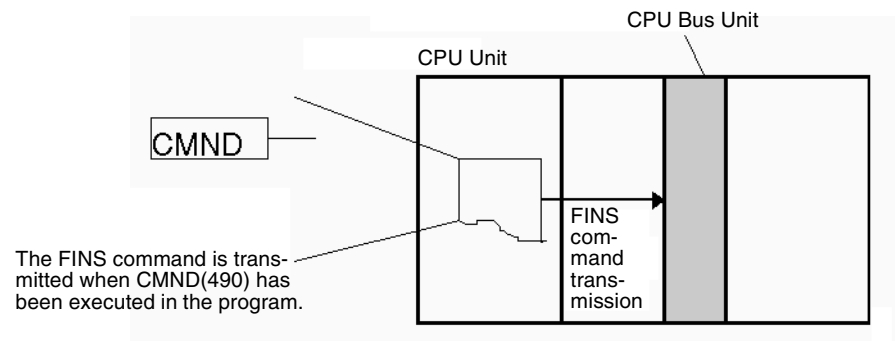 CPU Bus Unit
CPU Unit
CMND
FINS
com-
mand
trans-
mission
The FINS command is trans-
mitted when CMND(490) has
been executed in the program.